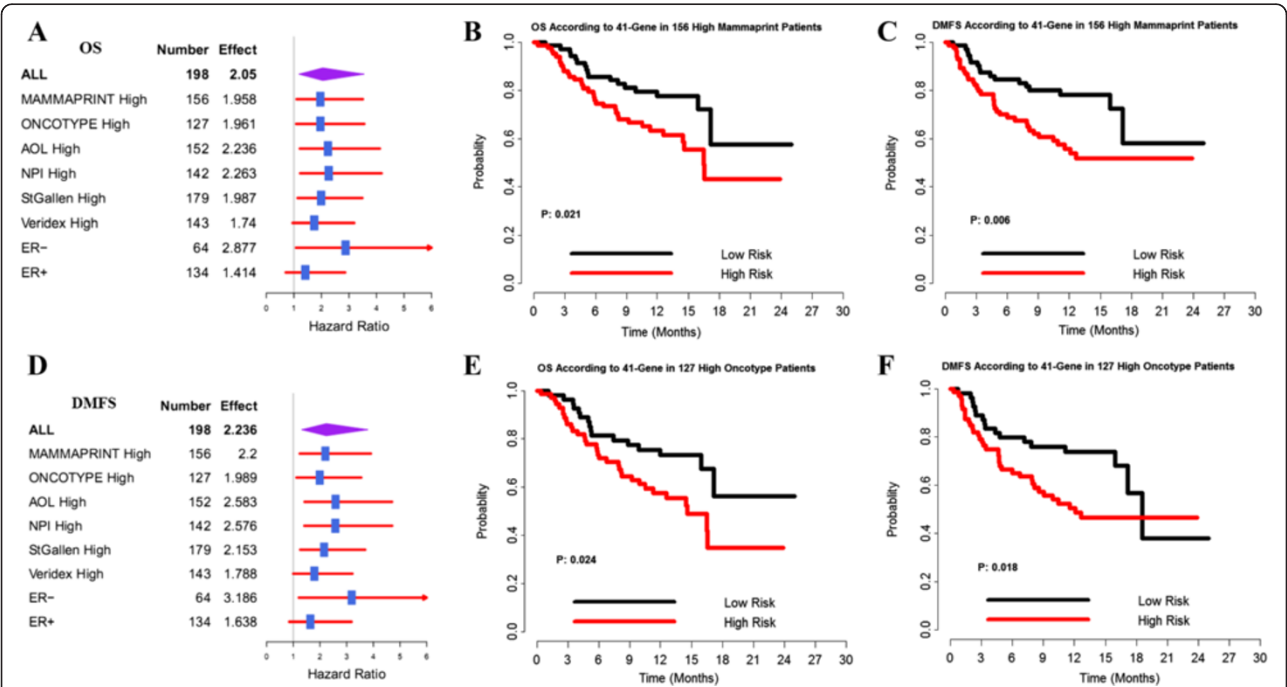 A
OS
Number Effect
ALL 198 2.05
MAMMAPRINT High 156 1.958
ONCOTYPE High 127 1.961
AOL High 152 2.236
NPI High 142 2.263
StGallen High 179 1.987
Veridex High 143 1.74
ER− 64 2.877
ER+ 134 1.414
0 1 2 3 4 5 6
Hazard Ratio
B
OS According to 41-Gene in 156 High Mammaprint Patients
Probablity
1.0
0.8
0.6
0.4
0.2
0.0
P: 0.021
Low Risk
High Risk
0 3 6 9 12 15 18 21 24 27 30
Time (Months)
C
DMFS According to 41-Gene in 156 High Mammaprint Patients
Probablity
1.0
0.8
0.6
0.4
0.2
0.0
P: 0.006
Low Risk
High Risk
0 3 6 9 12 15 18 21 24 27 30
Time (Months)
D
DMFS
Number Effect
ALL 198 2.236
MAMMAPRINT High 156 2.2
ONCOTYPE High 127 1.989
AOL High 152 2.583
NPI High 142 2.576
StGallen High 179 2.153
Veridex High 143 1.788
ER− 64 3.186
ER+ 134 1.638
0 1 2 3 4 5 6
Hazard Ratio
E
OS According to 41-Gene in 127 High Oncotype Patients
Probablity
1.0
0.8
0.6
0.4
0.2
0.0
P: 0.024
Low Risk
High Risk
0 3 6 9 12 15 18 21 24 27 30
Time (Months)
F
DMFS According to 41-Gene in 127 High Oncotype Patients
Probablity
1.0
0.8
0.6
0.4
0.2
0.0
P: 0.018
Low Risk
High Risk
0 3 6 9 12 15 18 21 24 27 30
Time (Months)